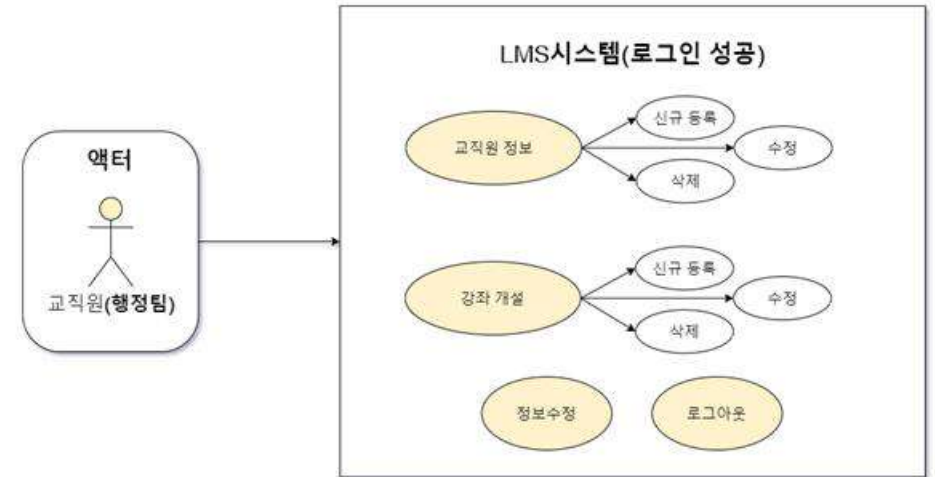 LMS시스템(로그인 성공)
액터
교직원(행정팀)
교직원 정보
신규 등록
수정
삭제
강좌 개설
신규 등록
수정
삭제
정보수정
로그아웃